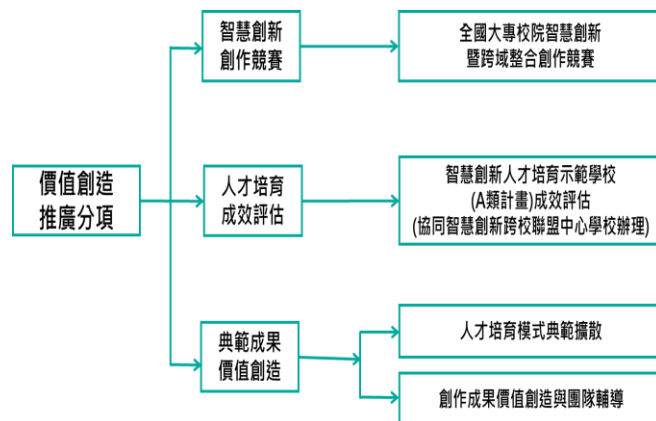 智慧創新
創作競賽
全國大專校院智慧創新
暨跨域整合創作競賽
價值創造
推廣分項
人才培育
成效評估
智慧創新人才培育示範學校
(A類計畫)成效評估
(協同智慧創新跨校聯盟中心學校辦理)
典範成果
價值創造
人才培育模式典範擴散
創作成果價值創造與團隊輔導